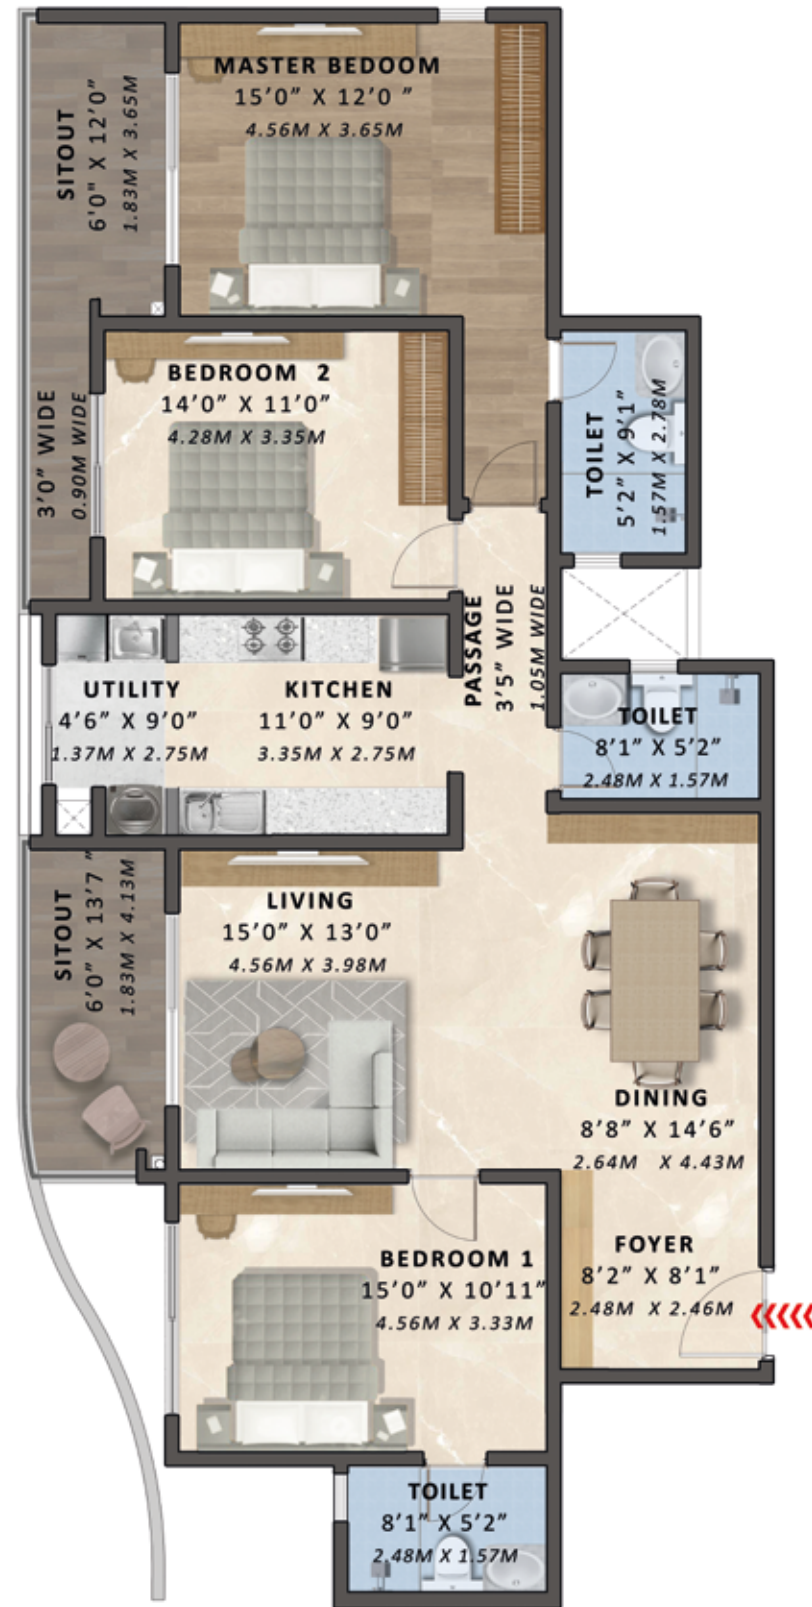 MASTER BEDOOM
15'0" X 12'0 "
4.56M X 3.65M
SITOUT
6'0" X 12'0"
1.83M X 3.65M
BEDROOM 2
14'0" X 11'0"
4.28M X 3.35M
3'0" WIDE
0.90M WIDE
TOILET
5'2" X 9'1"
1.57M X 2.78M
PASSAGE
3'5" WIDE
1.05M WIDE
UTILITY
4'6" X 9'0"
1.37M X 2.75M
KITCHEN
11'0" X 9'0"
3.35M X 2.75M
TOILET
8'1" X 5'2"
2.48M X 1.57M
SITOUT
6'0" X 13'7 "
1.83M X 4.13M
LIVING
15'0" X 13'0"
4.56M X 3.98M
DINING
8'8" X 14'6"
2.64M X 4.43M
FOYER
8'2" X 8'1"
2.48M X 2.46M
BEDROOM 1
15'0" X 10'11"
4.56M X 3.33M
TOILET
8'1" X 5'2"
2.48M X 1.57M